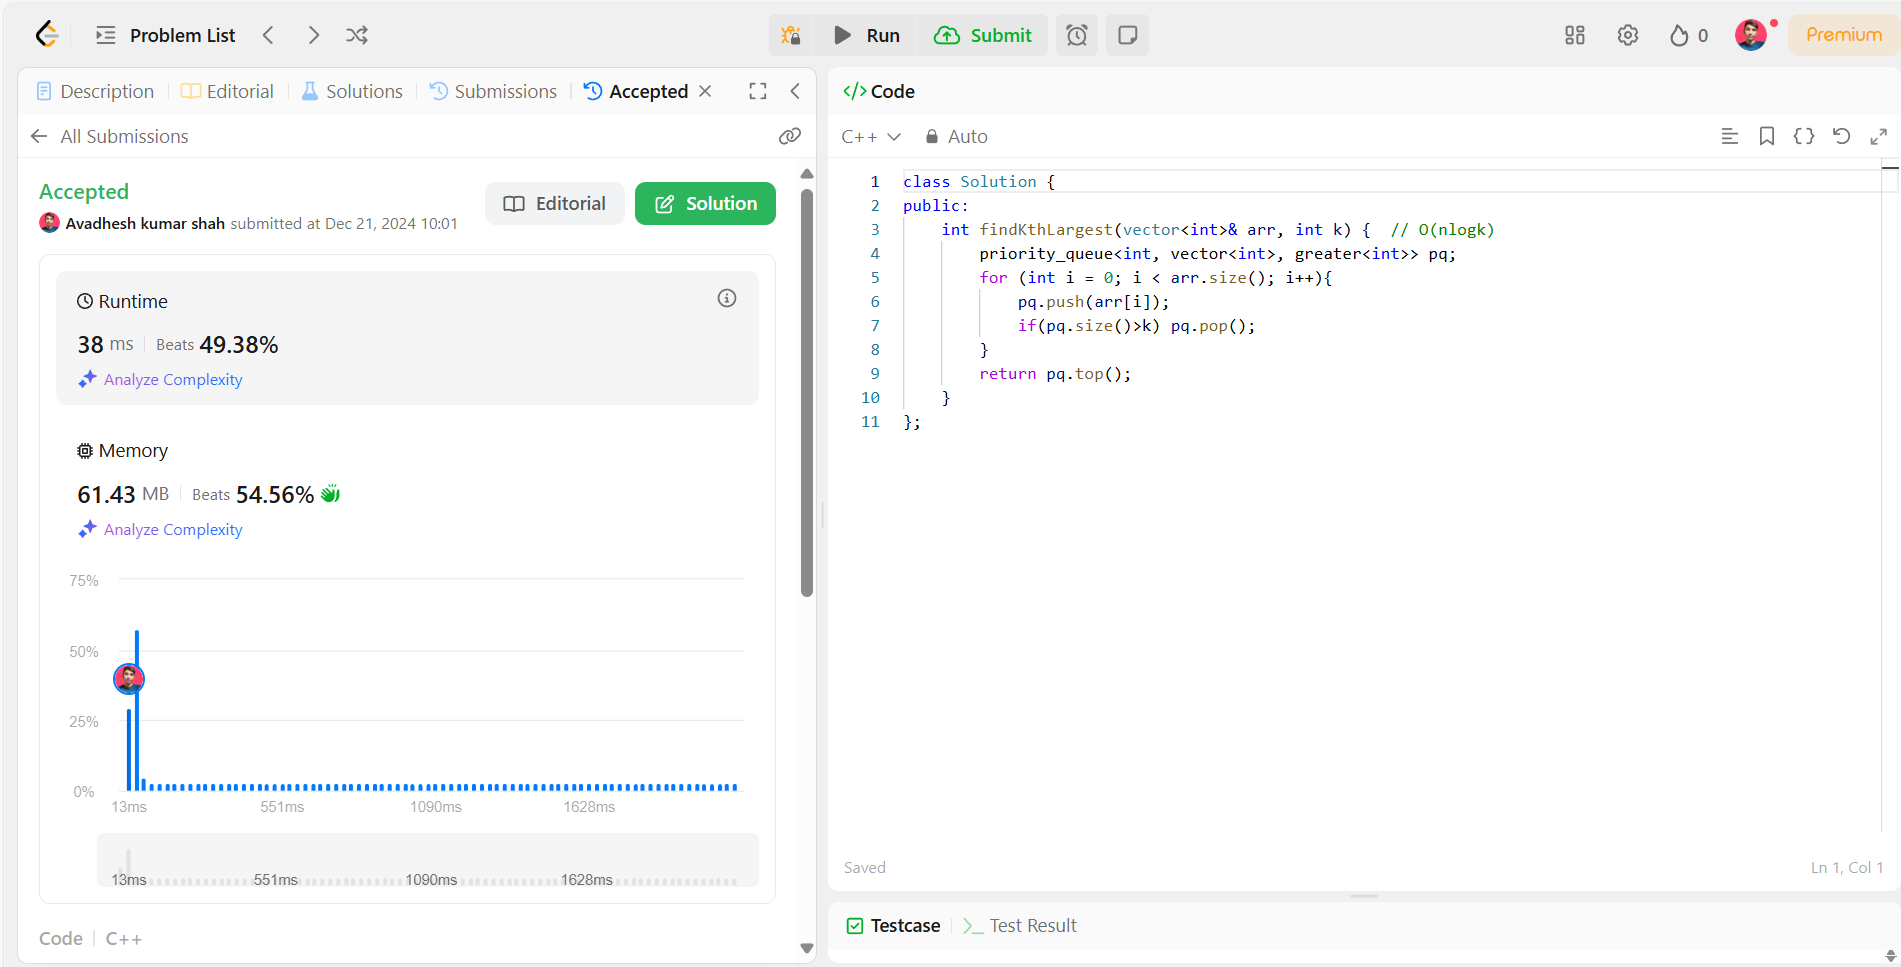 Problem List
Run
Submit
0
Premium
Description
Editorial
Solutions
Submissions
Accepted
All Submissions
Accepted
Avadhesh kumar shah submitted at Dec 21, 2024 10:01
Editorial
Solution
Runtime
38 ms Beats 49.38%
Analyze Complexity
Memory
61.43 MB Beats 54.56%
Analyze Complexity
75%
50%
25%
0%
13ms 551ms 1090ms 1628ms
13ms 551ms 1090ms 1628ms
Code C++
</> Code
C++ Auto
1 class Solution {
2 public:
3     int findKthLargest(vector<int>& arr, int k) {  // O(nlogk)
4         priority_queue<int, vector<int>, greater<int>> pq;
5         for (int i = 0; i < arr.size(); i++){
6             pq.push(arr[i]);
7             if(pq.size()>k) pq.pop();
8         }
9         return pq.top();
10     }
11 };
Saved
Ln 1, Col 1
Testcase
Test Result